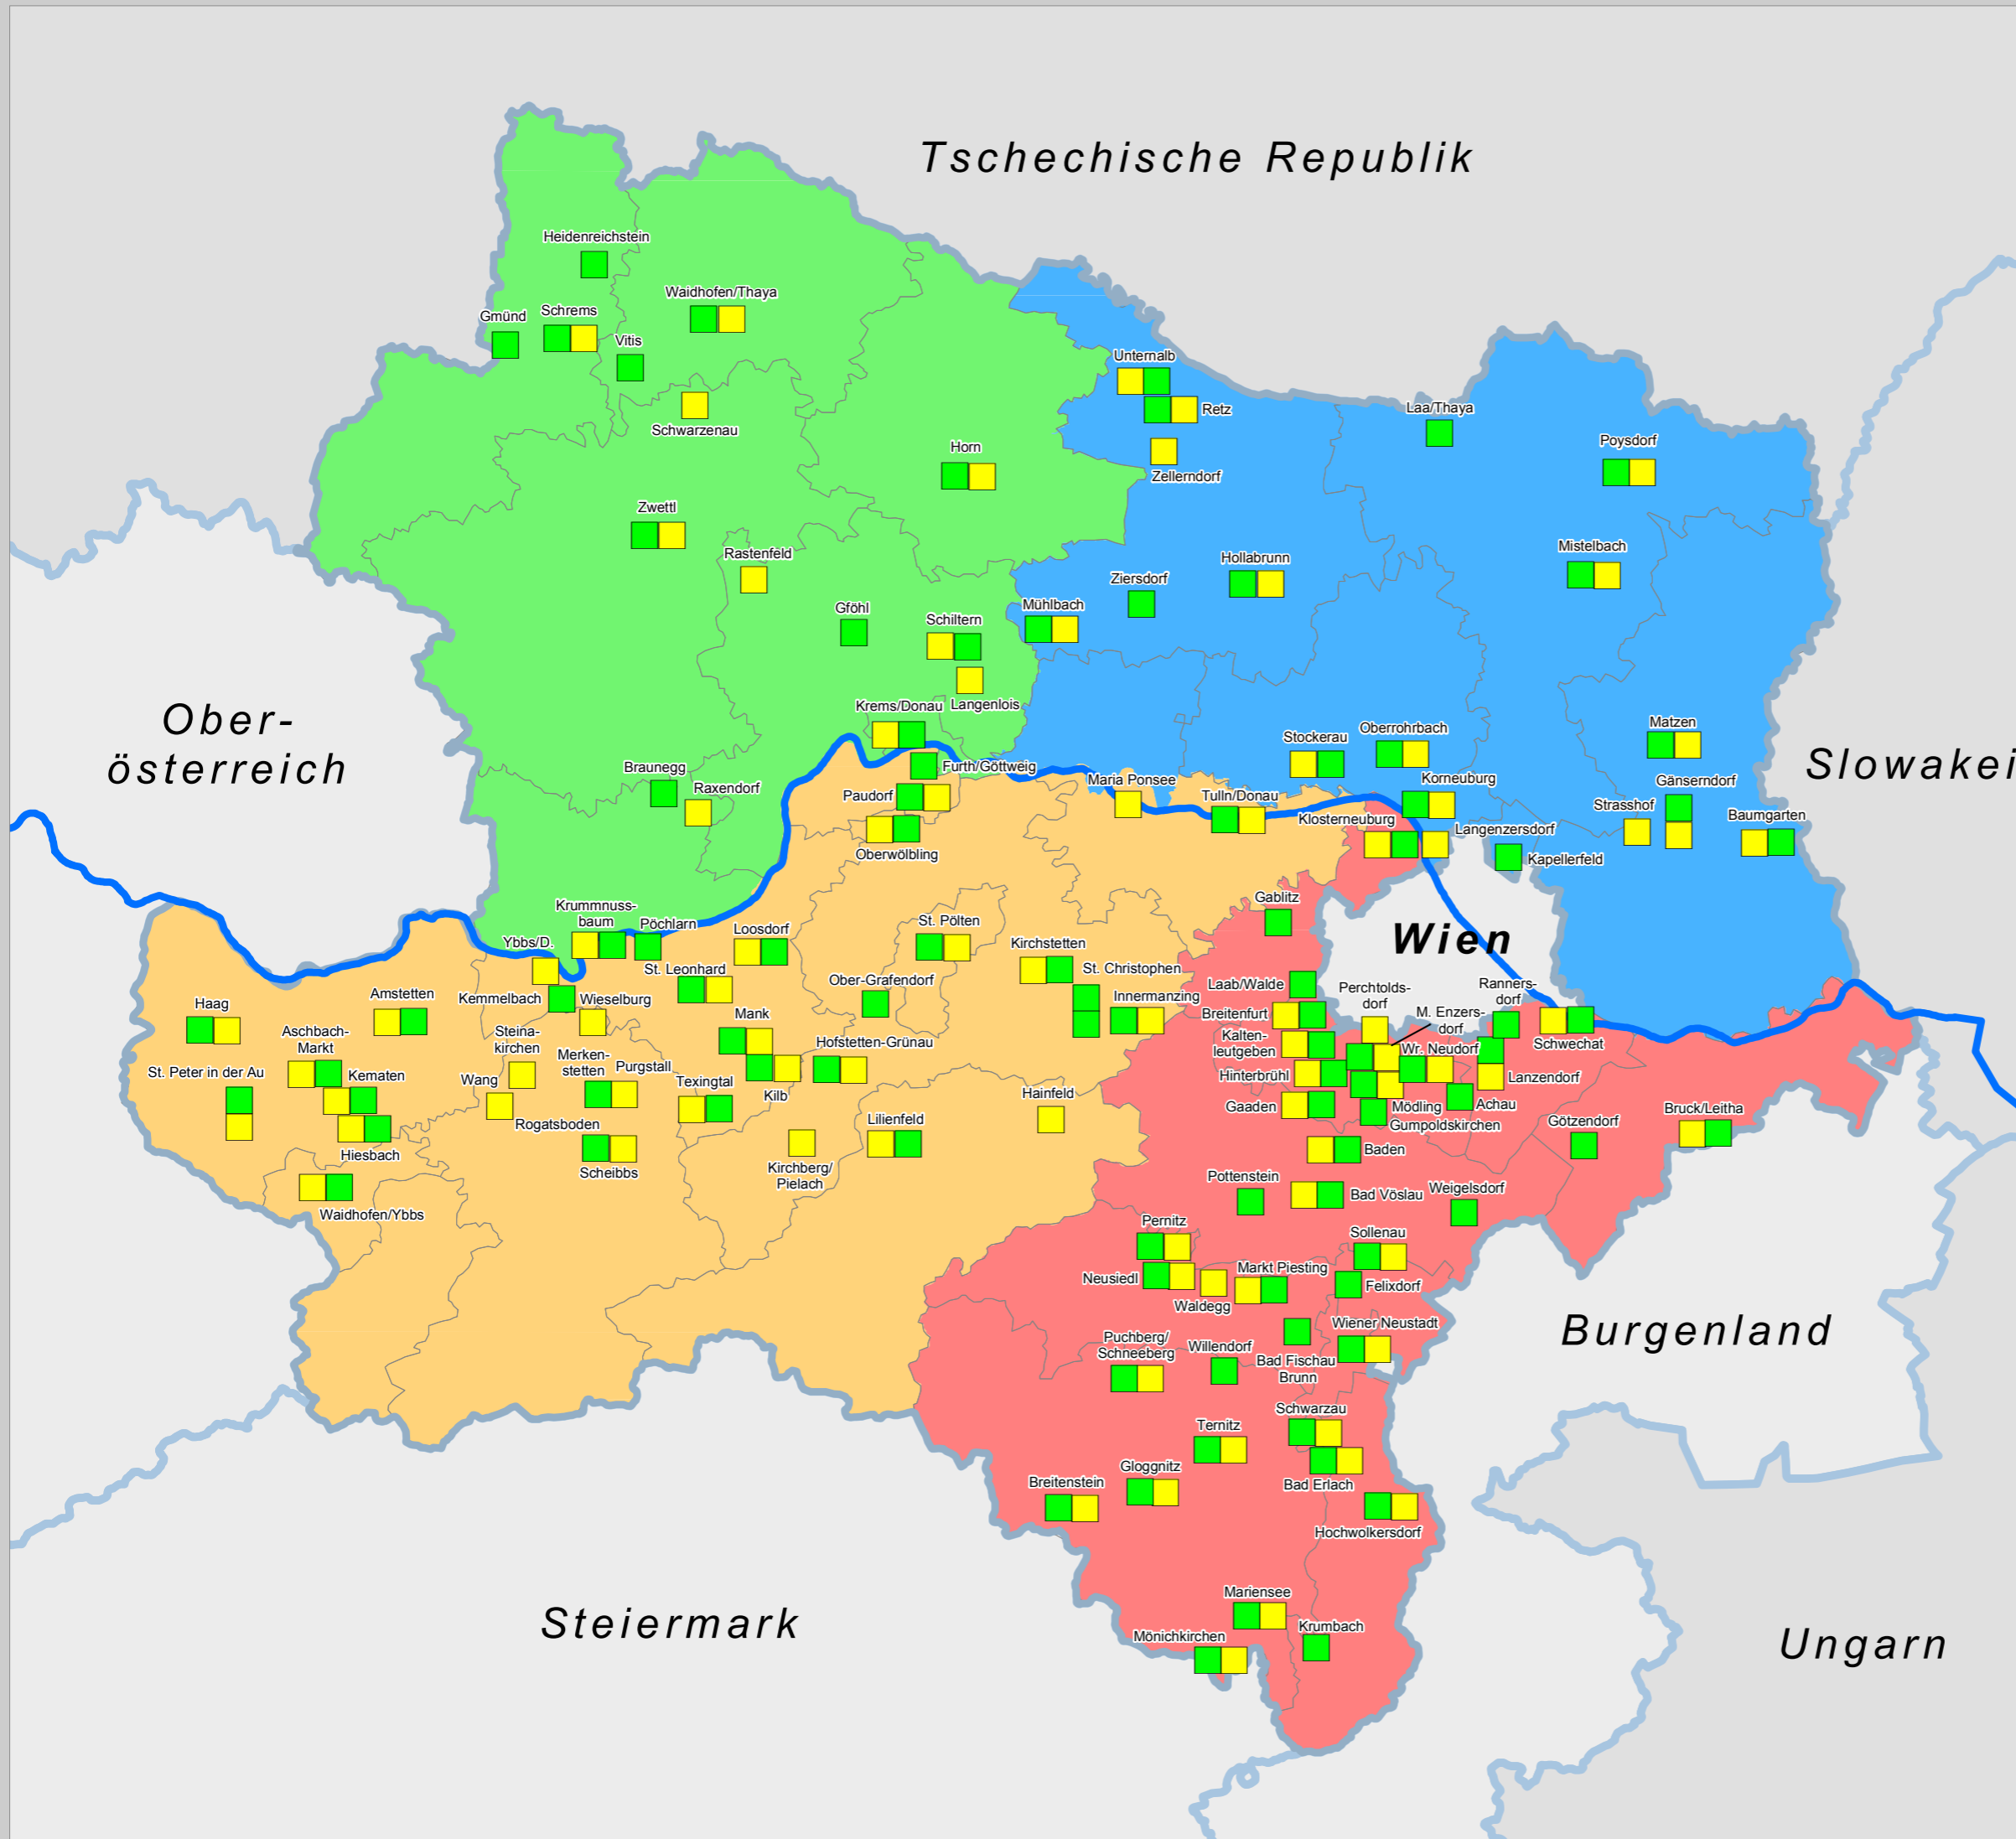 Tschechische Republik
Heidenreichstein
Waidhofen/Thaya
Gmünd
Schrems
Vitis
Schwarzenau
Unternalb
Retz
Zellerndorf
Laa/Thaya
Poysdorf
Horn
Zwettl
Rastenfeld
Gföhl
Schiltern
Langenlois
Krems/Donau
Mühlbach
Ziersdorf
Hollabrunn
Mistelbach
Ober-
österreich
Braunegg
Raxendorf
Furth/Göttweig
Paudorf
Oberwölbling
Maria Ponsee
Tulln/Donau
Stockerau
Oberrohrbach
Korneuburg
Klosterneuburg
Langenzersdorf
Kapellerfeld
Matzen
Gänserndorf
Strasshof
Baumgarten
Slowakei
Gablitz
Wien
Krummnuss-
baum
Pöchlarn
Ybbs/D.
Loosdorf
St. Pölten
Kirchstetten
St. Christophen
Innermanzing
St. Leonhard
Ober-Grafendorf
Kemmelbach
Wieselburg
Haag
Amstetten
Aschbach-
Markt
Steina-
kirchen
Mank
Hofstetten-Grünau
Merken-
stetten
Purgstall
St. Peter in der Au
Kematen
Wang
Texingtal
Kilb
Hainfeld
Rogatsboden
Scheibbs
Hiesbach
Kirchberg/
Pielach
Lilienfeld
Waidhofen/Ybbs
Laab/Walde
Perchtolds-
dorf
Ranners-
dorf
Breitenfurt
M. Enzers-
dorf
Schwechat
Kalten-
leutgeben
Wr. Neudorf
Hinterbrühl
Lanzendorf
Gaaden
Mödling
Achau
Gumpoldskirchen
Götzendorf
Bruck/Leitha
Baden
Pottenstein
Bad Vöslau
Weigelsdorf
Pernitz
Sollenau
Neusiedl
Waldegg
Markt Piesting
Felixdorf
Puchberg/
Schneeberg
Willendorf
Bad Fischau
Brunn
Wiener Neustadt
Burgenland
Schwarzau
Ternitz
Bad Erlach
Gloggnitz
Breitenstein
Hochwolkersdorf
Mariensee
Krumbach
Mönichkirchen
Steiermark
Ungarn